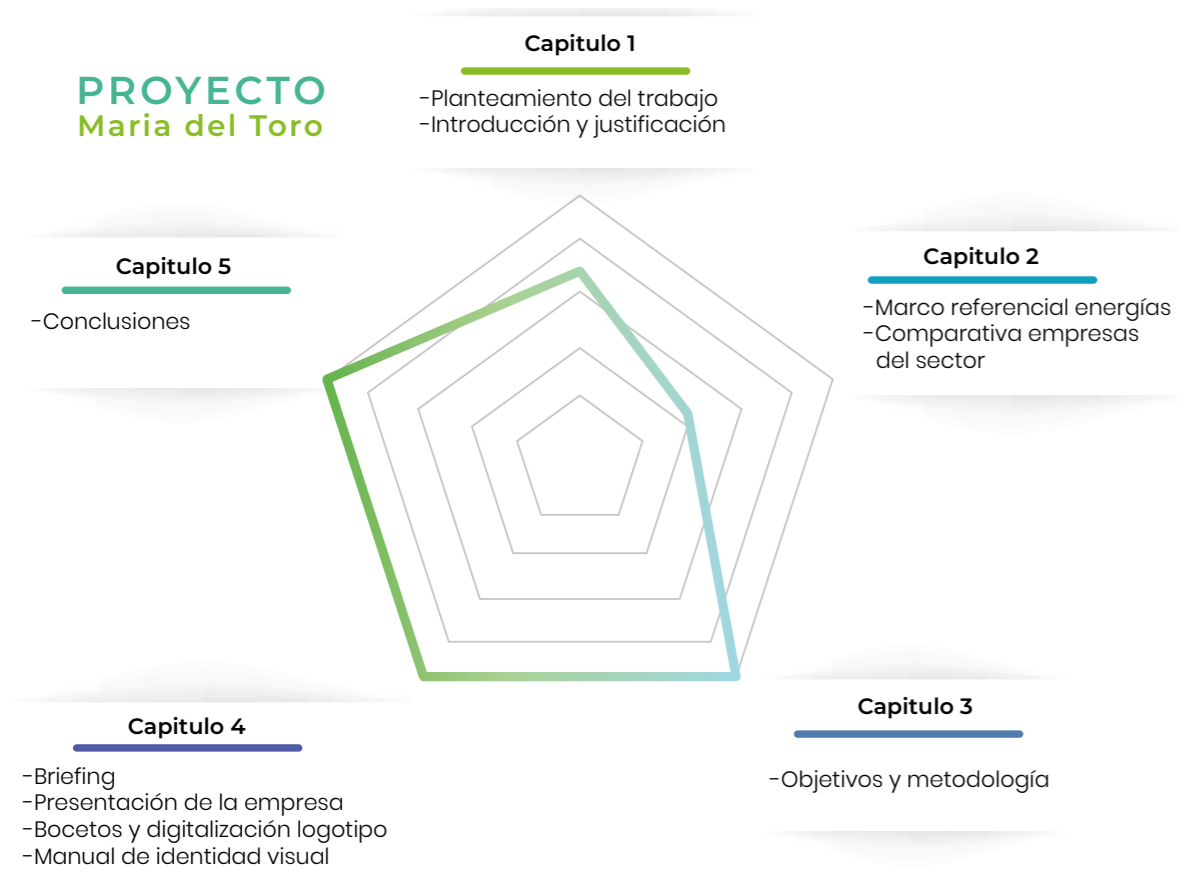 PROYECTO
Maria del Toro
Capitulo 1
-Planteamiento del trabajo
-Introducción y justificación
Capitulo 2
-Marco referencial energías
-Comparativa empresas
del sector
Capitulo 3
-Objetivos y metodología
Capitulo 4
-Briefing
-Presentación de la empresa
-Bocetos y digitalización logotipo
-Manual de identidad visual
Capitulo 5
-Conclusiones